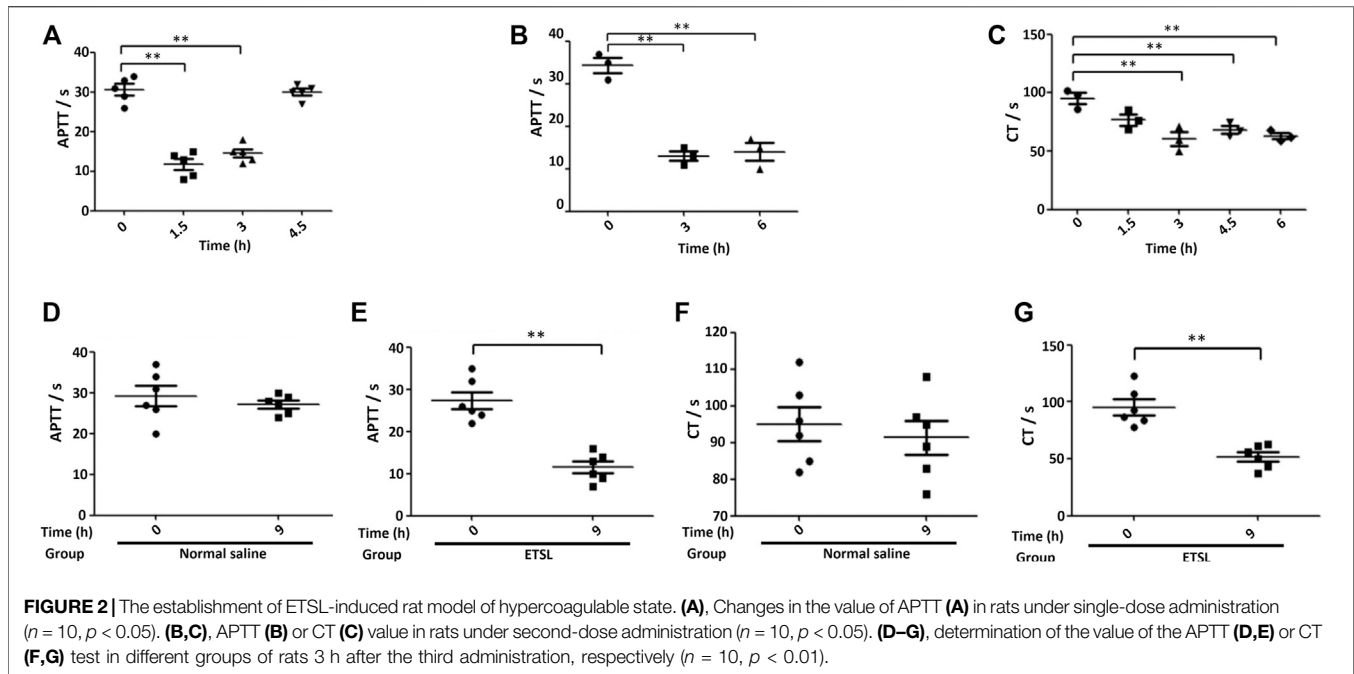 A
**
**
40
30
20
10
0
APTT / s
0
1.5
3
4.5
Time (h)
B
**
**
40
30
20
10
0
APTT / s
0
3
6
Time (h)
C
**
**
**
150
100
50
0
CT / s
0
1.5
3
4.5
6
Time (h)
D
40
30
20
10
0
APTT / s
Time (h)
0
9
Group
Normal saline
E
**
40
30
20
10
0
APTT / s
Time (h)
0
9
Group
ETSL
F
120
110
100
90
80
70
CT / s
Time (h)
0
9
Group
Normal saline
G
**
150
100
50
0
CT / s
Time (h)
0
9
Group
ETSL
FIGURE 2 | The establishment of ETSL-induced rat model of hypercoagulable state. (A), Changes in the value of APTT (A) in rats under single-dose administration
(n = 10, p < 0.05). (B,C), APTT (B) or CT (C) value in rats under second-dose administration (n = 10, p < 0.05). (D–G), determination of the value of the APTT (D,E) or CT
(F,G) test in different groups of rats 3 h after the third administration, respectively (n = 10, p < 0.01).